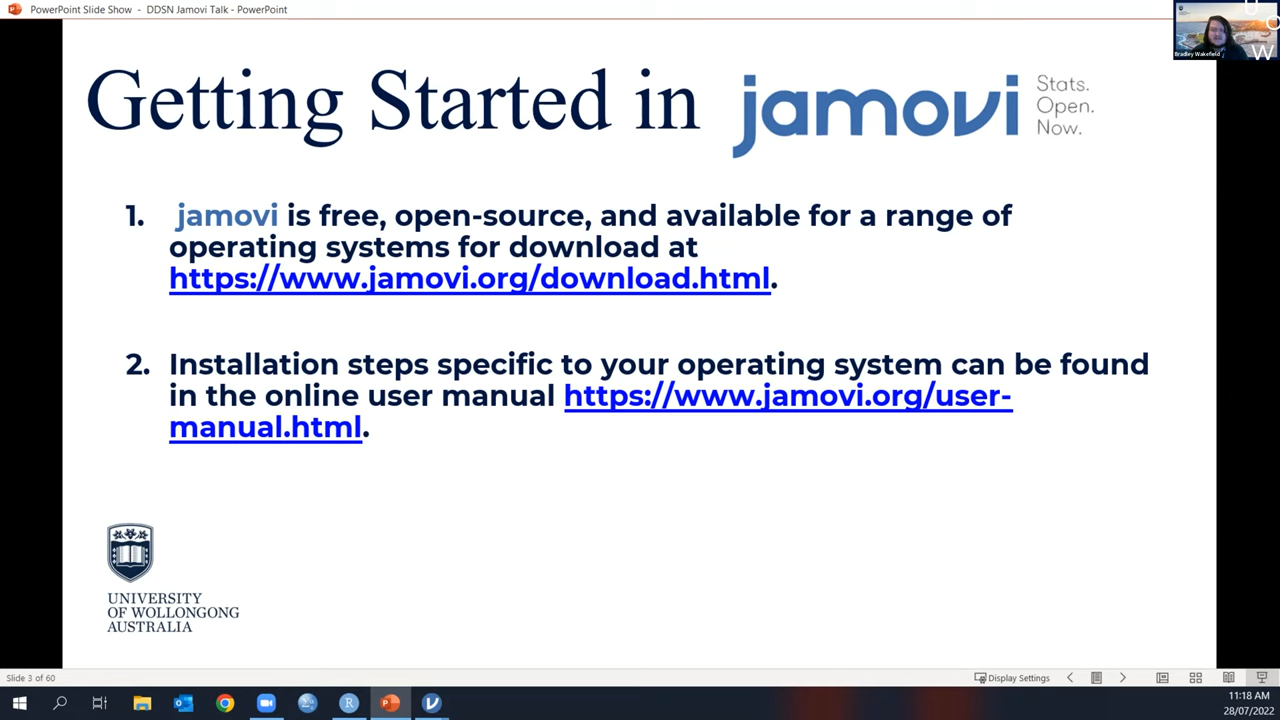 PowerPoint Slide Show - DDSN Jamovi Talk - PowerPoint
Bradley Wakefield
U
O
W
Getting Started in jamovi
Stats.
Open.
Now.
1. jamovi is free, open-source, and available for a range of
operating systems for download at
https://www.jamovi.org/download.html.
2. Installation steps specific to your operating system can be found
in the online user manual https://www.jamovi.org/user-
manual.html.
UNIVERSITY
OF WOLLONGONG
AUSTRALIA
Slide 3 of 60
Display Settings
11:18 AM
28/07/2022